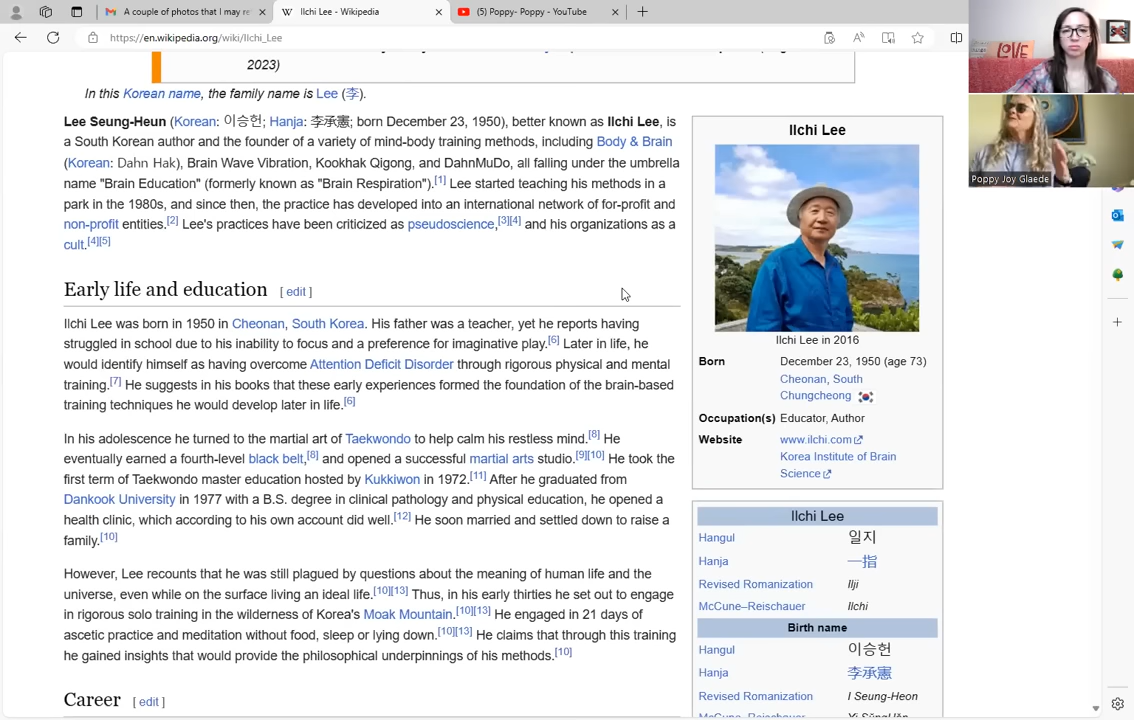 A couple of photos that I may re
Ilchi Lee - Wikipedia
(5) Poppy- Poppy - YouTube
https://en.wikipedia.org/wiki/Ilchi_Lee
2023)
In this Korean name, the family name is Lee (李).
Lee Seung-Heun (Korean: 이승헌; Hanja: 李承憲; born December 23, 1950), better known as Ilchi Lee, is
a South Korean author and the founder of a variety of mind-body training methods, including Body & Brain
(Korean: Dahn Hak), Brain Wave Vibration, Kookhak Qigong, and DahnMuDo, all falling under the umbrella
name "Brain Education" (formerly known as "Brain Respiration").[1] Lee started teaching his methods in a
park in the 1980s, and since then, the practice has developed into an international network of for-profit and
non-profit entities.[2] Lee's practices have been criticized as pseudoscience,[3][4] and his organizations as a
cult.[4][5]
Early life and education [ edit ]
Ilchi Lee was born in 1950 in Cheonan, South Korea. His father was a teacher, yet he reports having
struggled in school due to his inability to focus and a preference for imaginative play.[6] Later in life, he
would identify himself as having overcome Attention Deficit Disorder through rigorous physical and mental
training.[7] He suggests in his books that these early experiences formed the foundation of the brain-based
training techniques he would develop later in life.[6]
In his adolescence he turned to the martial art of Taekwondo to help calm his restless mind.[8] He
eventually earned a fourth-level black belt,[8] and opened a successful martial arts studio.[9][10] He took the
first term of Taekwondo master education hosted by Kukkiwon in 1972.[11] After he graduated from
Dankook University in 1977 with a B.S. degree in clinical pathology and physical education, he opened a
health clinic, which according to his own account did well.[12] He soon married and settled down to raise a
family.[10]
However, Lee recounts that he was still plagued by questions about the meaning of human life and the
universe, even while on the surface living an ideal life.[10][13] Thus, in his early thirties he set out to engage
in rigorous solo training in the wilderness of Korea's Moak Mountain.[10][13] He engaged in 21 days of
ascetic practice and meditation without food, sleep or lying down.[10][13] He claims that through this training
he gained insights that would provide the philosophical underpinnings of his methods.[10]
Career [ edit ]
Ilchi Lee
Ilchi Lee in 2016
Born December 23, 1950 (age 73)
Cheonan, South
Chungcheong
Occupation(s) Educator, Author
Website www.ilchi.com
Korea Institute of Brain
Science
Ilchi Lee
Hangul 일지
Hanja 一指
Revised Romanization Ilji
McCune–Reischauer Ilchi
Birth name
Hangul 이승헌
Hanja 李承憲
Revised Romanization I Seung-Heon
LOVE
Poppy Joy Glaede